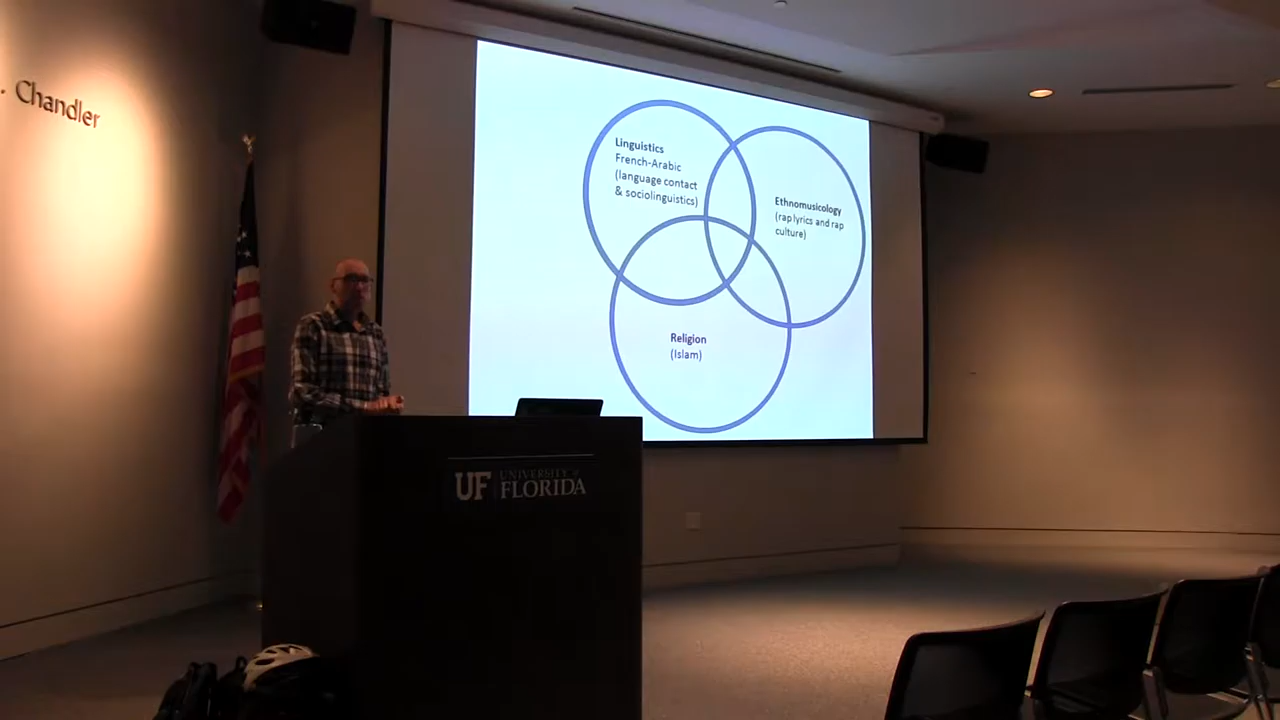 . Chandler
Linguistics
French-Arabic
(language contact
& sociolinguistics)
Ethnomusicology
(rap lyrics and rap
culture)
Religion
(Islam)
UF UNIVERSITY of
FLORIDA